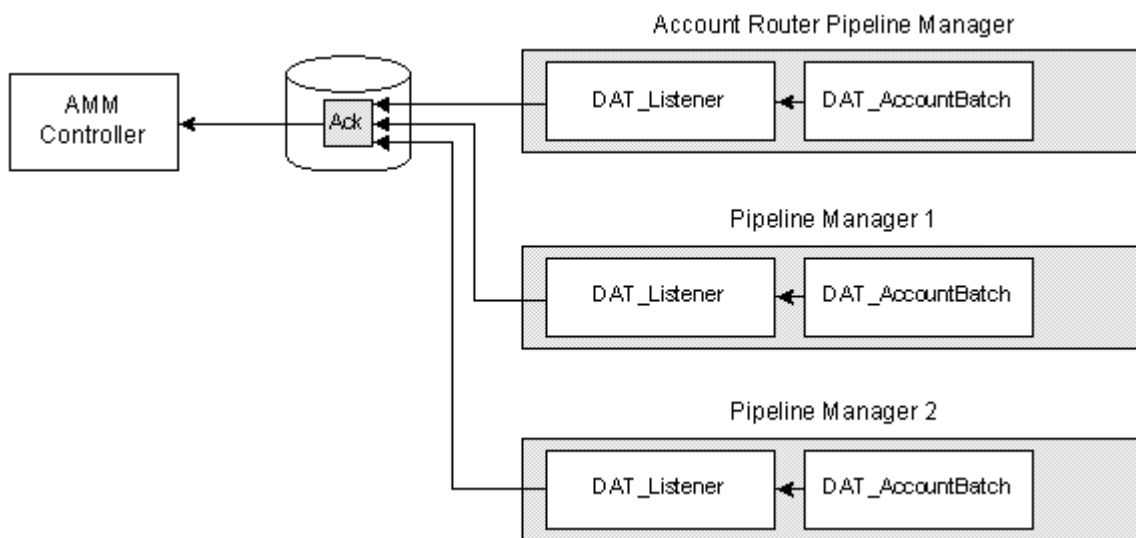 Account Router Pipeline Manager
AMM
Controller
Ack
DAT_Listener
DAT_AccountBatch
Pipeline Manager 1
DAT_Listener
DAT_AccountBatch
Pipeline Manager 2
DAT_Listener
DAT_AccountBatch